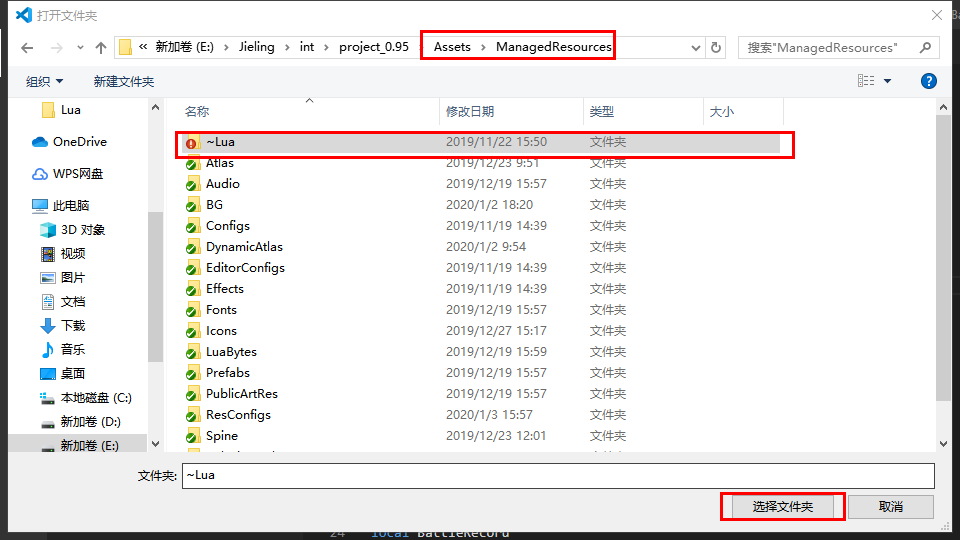 打开文件夹
« 新加卷 (E:) › Jieling › int › project_0.95 › Assets › ManagedResources
搜索"ManagedResources"
组织 新建文件夹
名称 修改日期 类型 大小
Lua
OneDrive
WPS网盘
此电脑
3D 对象
视频
图片
文档
下载
音乐
桌面
本地磁盘 (C:)
新加卷 (D:)
新加卷 (E:)
~Lua 2019/11/22 15:50 文件夹
Atlas 2019/12/23 9:51 文件夹
Audio 2019/12/19 15:57 文件夹
BG 2020/1/2 18:20 文件夹
Configs 2019/11/19 14:39 文件夹
DynamicAtlas 2020/1/2 9:54 文件夹
EditorConfigs 2019/11/19 14:39 文件夹
Effects 2019/11/19 14:39 文件夹
Fonts 2019/12/19 15:57 文件夹
Icons 2019/12/27 15:17 文件夹
LuaBytes 2019/12/19 15:59 文件夹
Prefabs 2019/12/19 15:57 文件夹
PublicArtRes 2019/12/19 15:57 文件夹
ResConfigs 2020/1/3 15:57 文件夹
Spine 2019/12/23 12:01 文件夹
文件夹: ~Lua
选择文件夹 取消
24 local BattleRecord